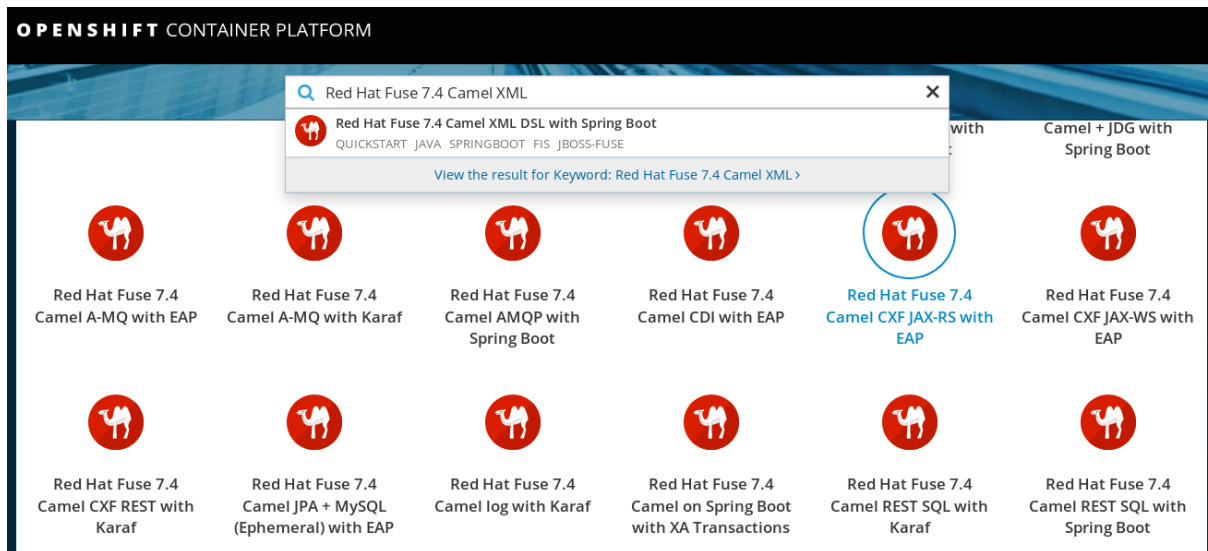 OPENSHIFT CONTAINER PLATFORM
Red Hat Fuse 7.4 Camel XML
Red Hat Fuse 7.4 Camel XML DSL with Spring Boot
QUICKSTART JAVA SPRINGBOOT FIS JBOSS-FUSE
View the result for Keyword: Red Hat Fuse 7.4 Camel XML
with
Camel + JDG with
Spring Boot
Red Hat Fuse 7.4
Camel A-MQ with EAP
Red Hat Fuse 7.4
Camel A-MQ with Karaf
Red Hat Fuse 7.4
Camel AMQP with
Spring Boot
Red Hat Fuse 7.4
Camel CDI with EAP
Red Hat Fuse 7.4
Camel CXF JAX-RS with
EAP
Red Hat Fuse 7.4
Camel CXF JAX-WS with
EAP
Red Hat Fuse 7.4
Camel CXF REST with
Karaf
Red Hat Fuse 7.4
Camel JPA + MySQL
(Ephemeral) with EAP
Red Hat Fuse 7.4
Camel log with Karaf
Red Hat Fuse 7.4
Camel on Spring Boot
with XA Transactions
Red Hat Fuse 7.4
Camel REST SQL with
Karaf
Red Hat Fuse 7.4
Camel REST SQL with
Spring Boot